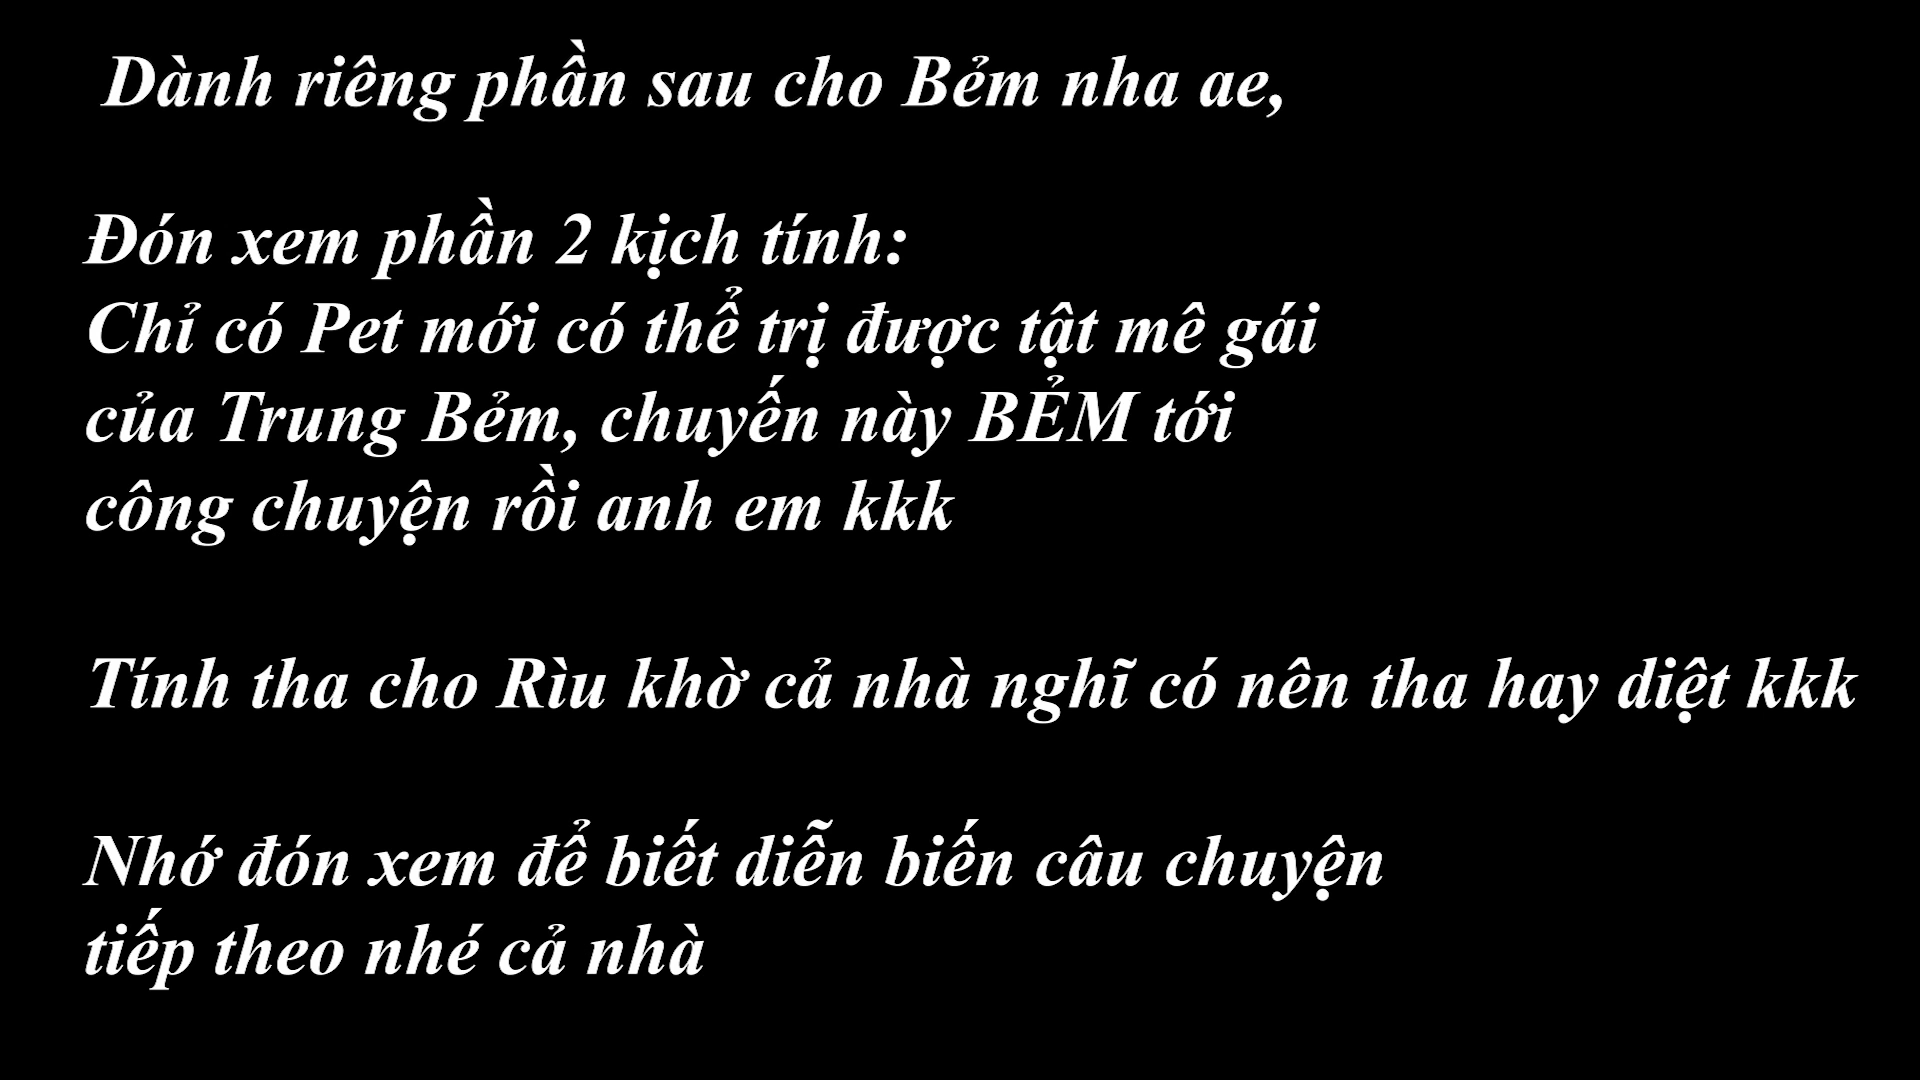 Dành riêng phần sau cho Bẻm nha ae,
Đón xem phần 2 kịch tính:
Chỉ có Pet mới có thể trị được tật mê gái
của Trung Bẻm, chuyến này BẺM tới
công chuyện rồi anh em kkk
Tính tha cho Rìu khờ cả nhà nghĩ có nên tha hay diệt kkk
Nhớ đón xem để biết diễn biến câu chuyện
tiếp theo nhé cả nhà